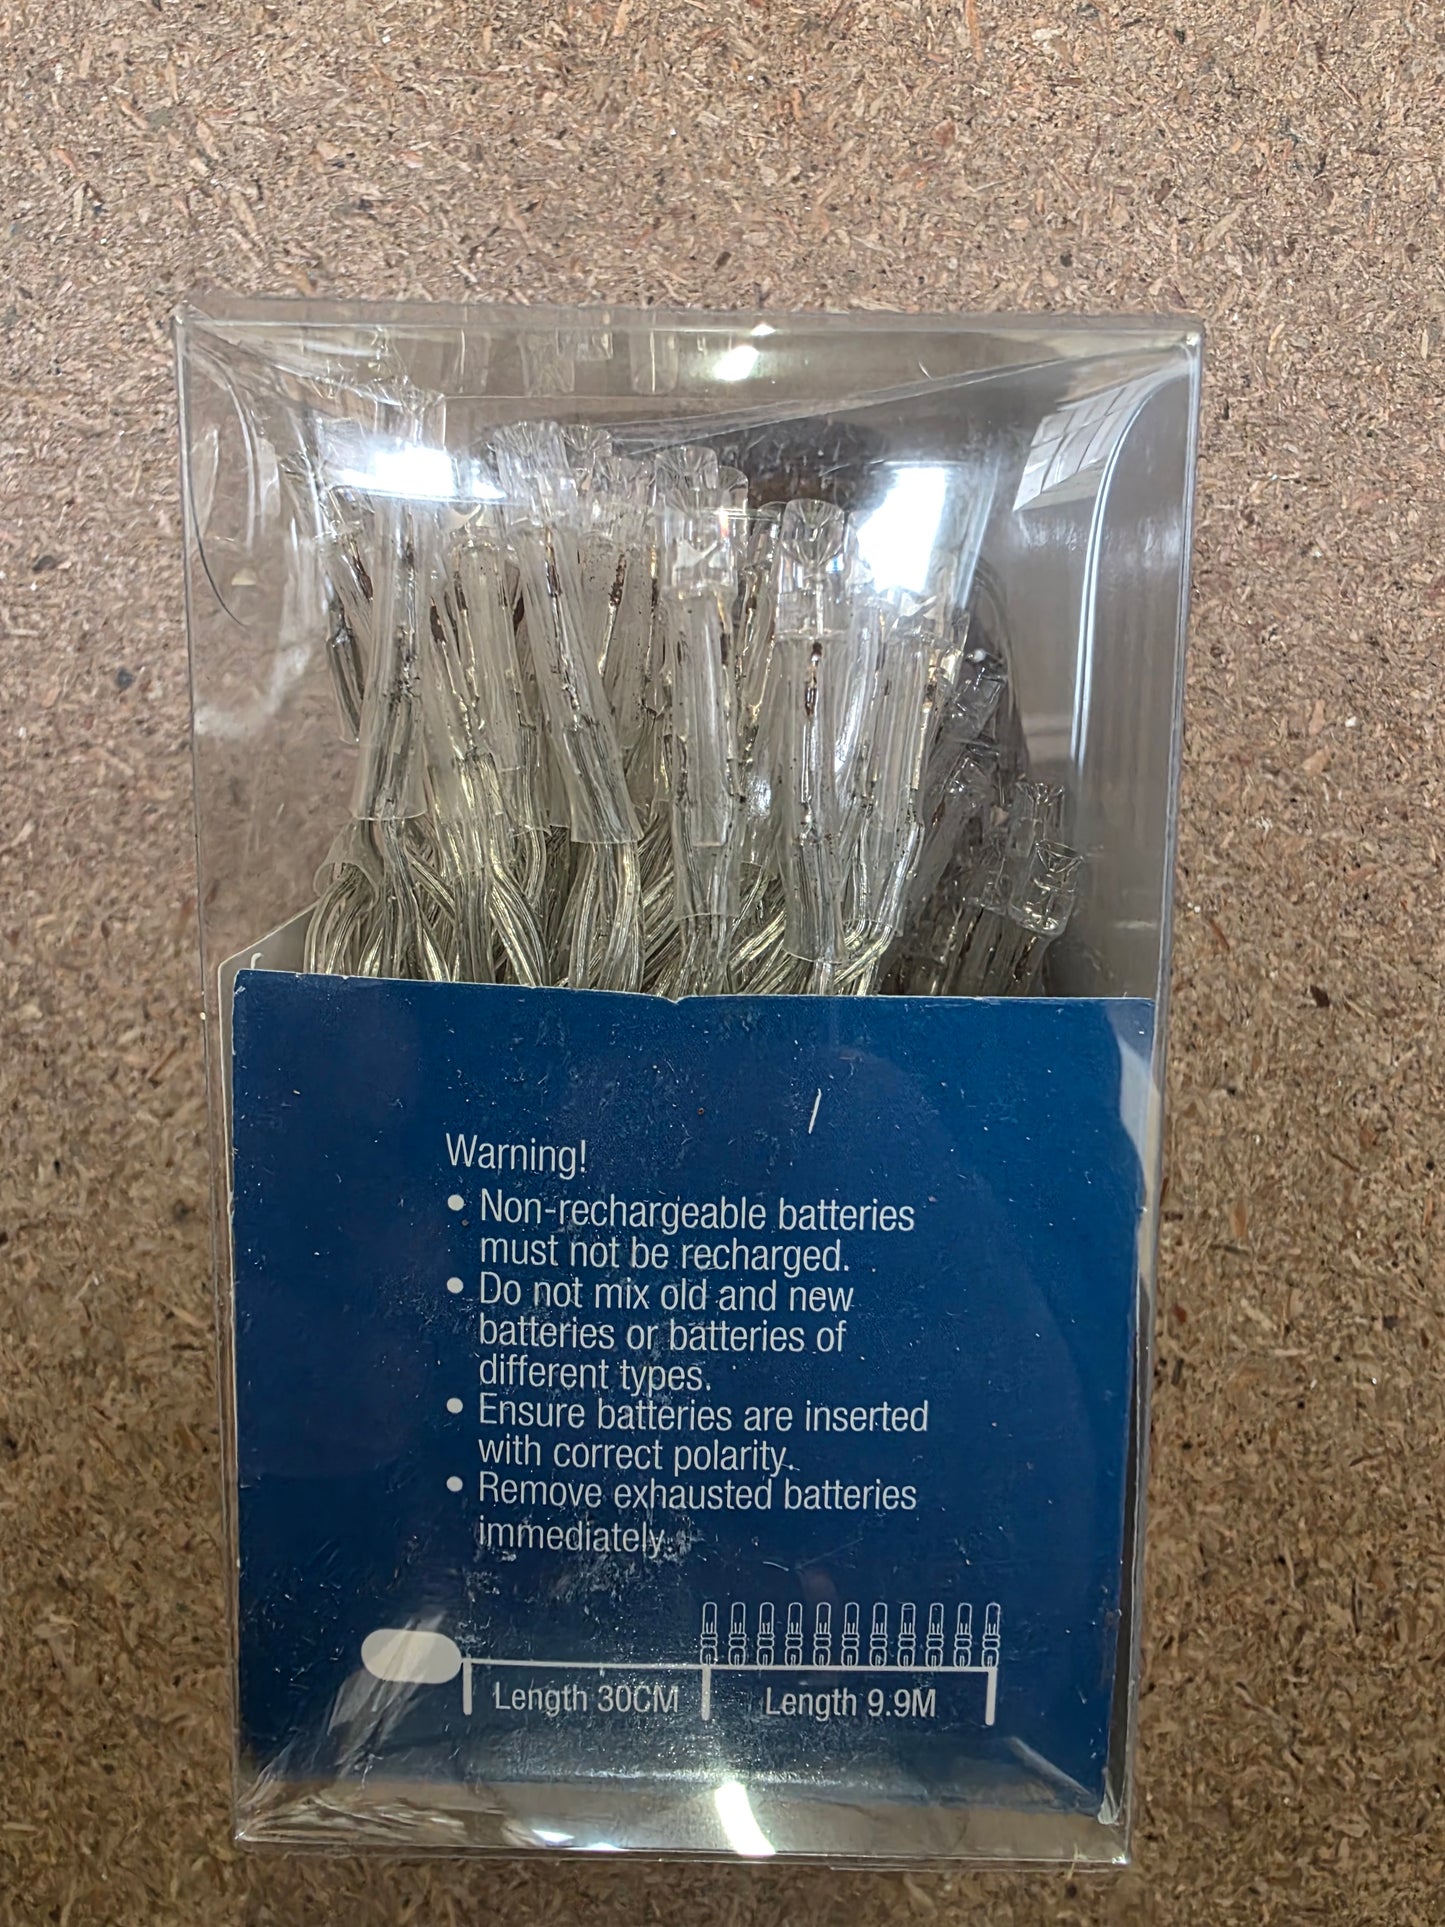 Warning!
• Non-rechargeable batteries
must not be recharged.
• Do not mix old and new
batteries or batteries of
different types.
• Ensure batteries are inserted
with correct polarity.
• Remove exhausted batteries
immediately.
Length 30CM Length 9.9M